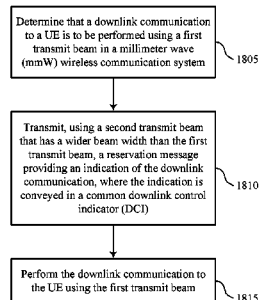 Determine that a downlink communication
to a UE is to be performed using a first
transmit beam in a millimeter wave
(mmW) wireless communication system
1805
Transmit, using a second transmit beam
that has a wider beam width than the first
transmit beam, a reservation message
providing an indication of the downlink
communication, where the indication is
conveyed in a common downlink control
indicator (DCI)
1810
Perform the downlink communication to
the UE using the first transmit beam
1815